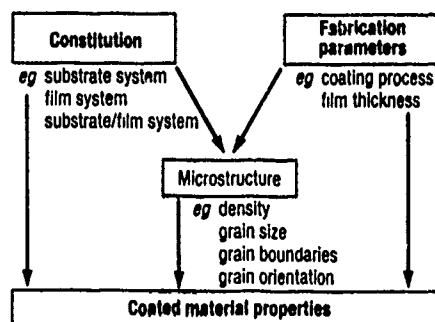 Constitution
eg substrate system
film system
substrate/film system
Fabrication
parameters
eg coating process
film thickness
Microstructure
eg density
grain size
grain boundaries
grain orientation
Coated material properties